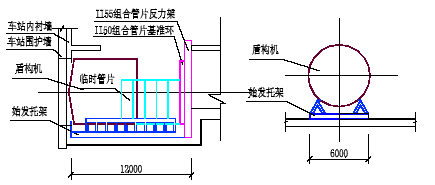 II55组合管片反力架
II50组合管片基准环
车站内衬墙
车站围护墙
盾构机
临时管片
始发托架
12000
盾构机
始发托架
6000